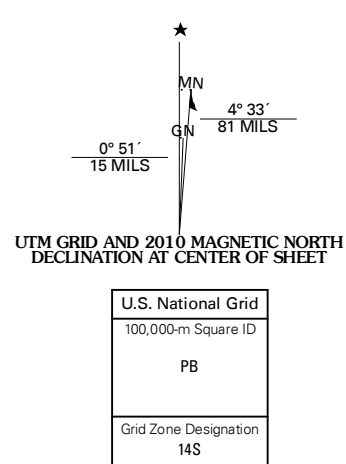 ★
MN
GN
4° 33´
81 MILS
0° 51´
15 MILS
UTM GRID AND 2010 MAGNETIC NORTH
DECLINATION AT CENTER OF SHEET
U.S. National Grid
100,000-m Square ID
PB
Grid Zone Designation
14S